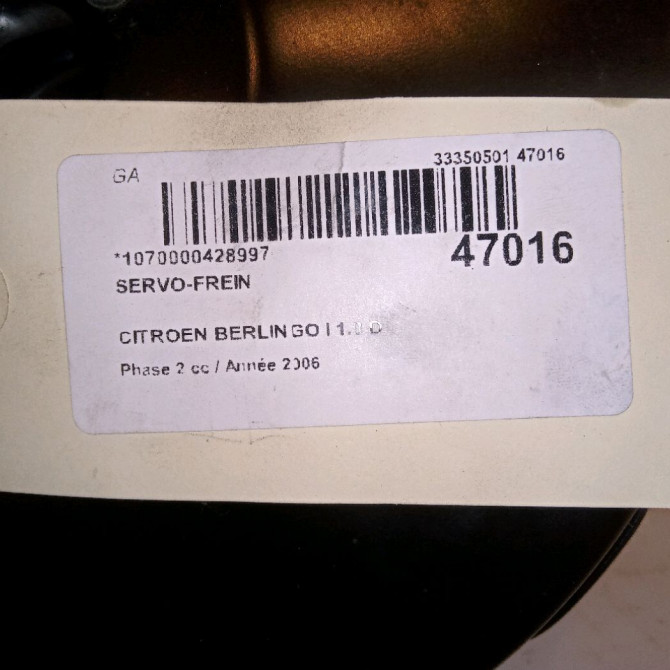 GA
33350501 47016
*1070000428997
47016
SERVO-FREIN
CITROEN BERLINGO I D
Phase 2 cc / Année 2006